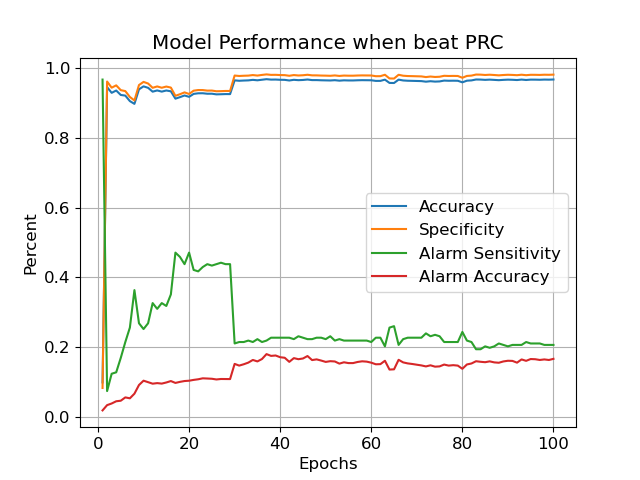 Model Performance when beat PRC
1.0
0.8
0.6
0.4
0.2
0.0
Percent
Accuracy
Specificity
Alarm Sensitivity
Alarm Accuracy
0 20 40 60 80 100
Epochs